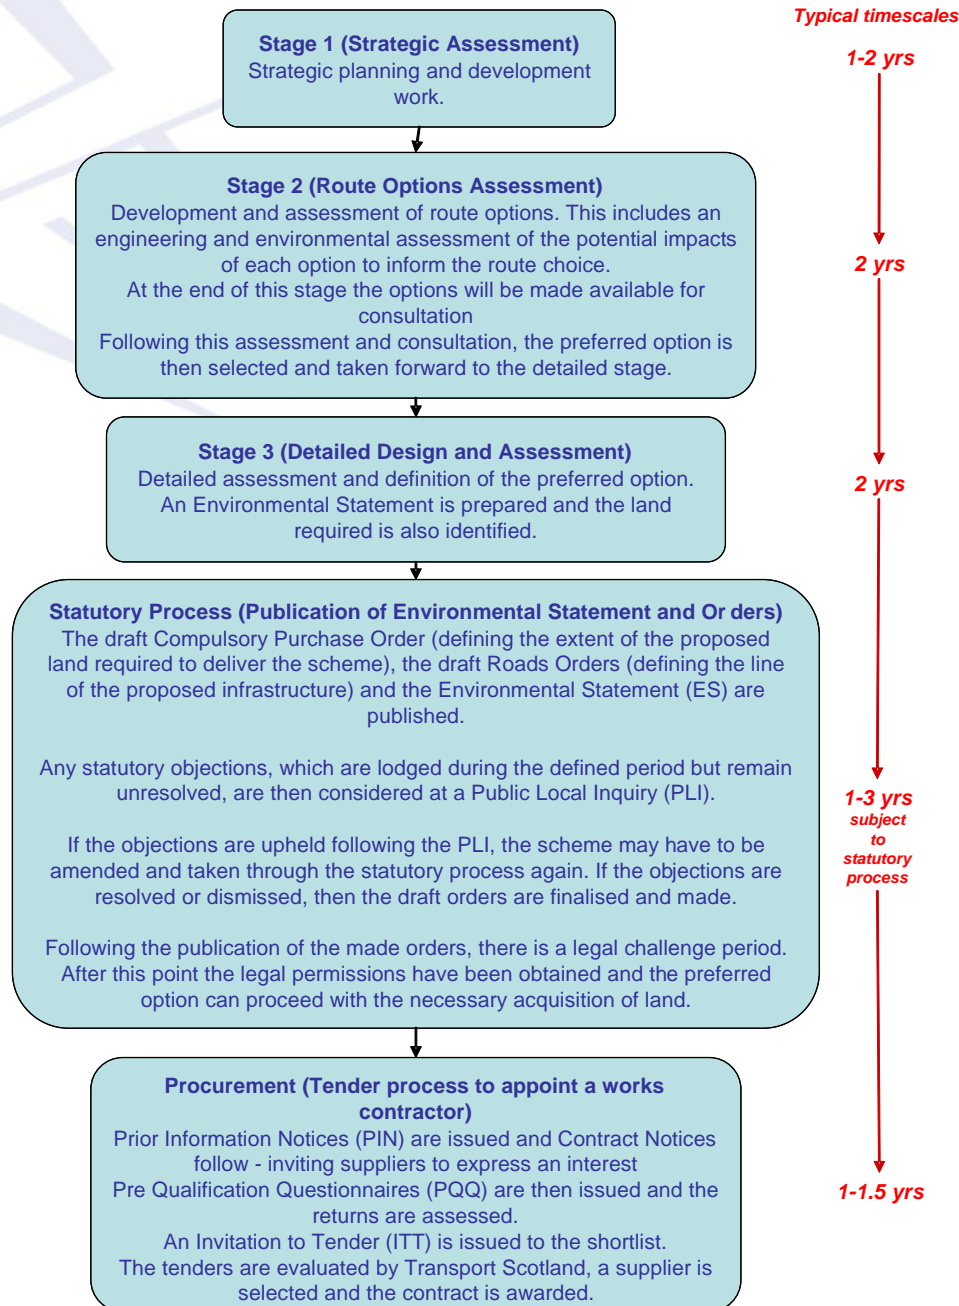 Typical timescales
Stage 1 (Strategic Assessment)
Strategic planning and development
work.
1-2 yrs
Stage 2 (Route Options Assessment)
Development and assessment of route options. This includes an
engineering and environmental assessment of the potential impacts
of each option to inform the route choice.
At the end of this stage the options will be made available for
consultation
Following this assessment and consultation, the preferred option is
then selected and taken forward to the detailed stage.
2 yrs
Stage 3 (Detailed Design and Assessment)
Detailed assessment and definition of the preferred option.
An Environmental Statement is prepared and the land
required is also identified.
2 yrs
Statutory Process (Publication of Environmental Statement and Or ders)
The draft Compulsory Purchase Order (defining the extent of the proposed
land required to deliver the scheme), the draft Roads Orders (defining the line
of the proposed infrastructure) and the Environmental Statement (ES) are
published.
Any statutory objections, which are lodged during the defined period but remain
unresolved, are then considered at a Public Local Inquiry (PLI).
If the objections are upheld following the PLI, the scheme may have to be
amended and taken through the statutory process again. If the objections are
resolved or dismissed, then the draft orders are finalised and made.
Following the publication of the made orders, there is a legal challenge period.
After this point the legal permissions have been obtained and the preferred
option can proceed with the necessary acquisition of land.
1-3 yrs
subject
to
statutory
process
Procurement (Tender process to appoint a works
contractor)
Prior Information Notices (PIN) are issued and Contract Notices
follow - inviting suppliers to express an interest
Pre Qualification Questionnaires (PQQ) are then issued and the
returns are assessed.
An Invitation to Tender (ITT) is issued to the shortlist.
The tenders are evaluated by Transport Scotland, a supplier is
selected and the contract is awarded.
1-1.5 yrs